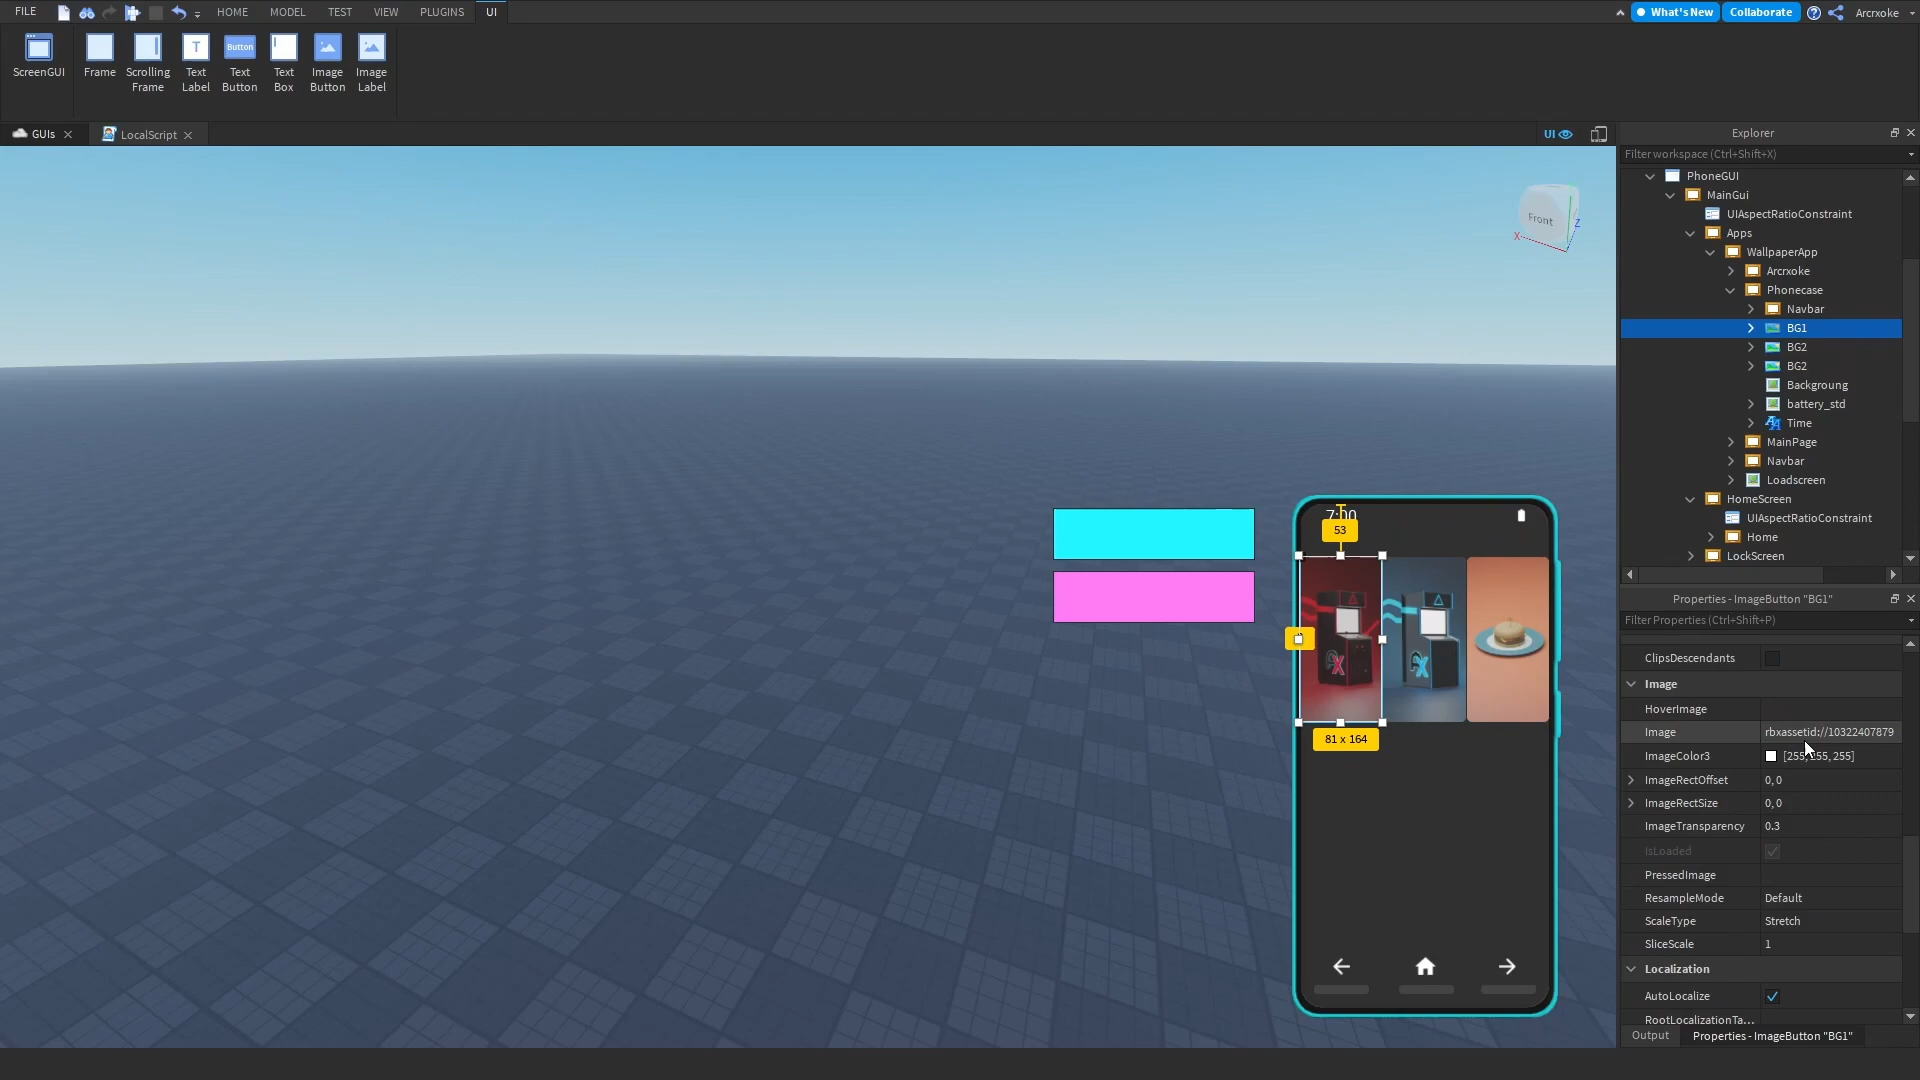 FILE
HOME
MODEL
TEST
VIEW
PLUGINS
UI
What's New
Collaborate
Arcrxoke
ScreenGUI
Frame
Scrolling
Frame
Text
Label
Button
Text
Button
Text
Box
Image
Button
Image
Label
GUIs
LocalScript
UI
Front
X
Z
7:00
53
81 x 164
Explorer
Filter workspace (Ctrl+Shift+X)
PhoneGUI
MainGui
UIAspectRatioConstraint
Apps
WallpaperApp
Arcrxoke
Phonecase
Navbar
BG1
BG2
BG2
Backgroung
battery_std
Time
MainPage
Navbar
Loadscreen
HomeScreen
UIAspectRatioConstraint
Home
LockScreen
Properties - ImageButton "BG1"
Filter Properties (Ctrl+Shift+P)
ClipsDescendants
Image
HoverImage
Image rbxassetid://10322407879
ImageColor3 [255, 255, 255]
ImageRectOffset 0, 0
ImageRectSize 0, 0
ImageTransparency 0.3
IsLoaded
PressedImage
ResampleMode Default
ScaleType Stretch
SliceScale 1
Localization
AutoLocalize
RootLocalizationTa...
Output
Properties - ImageButton "BG1"